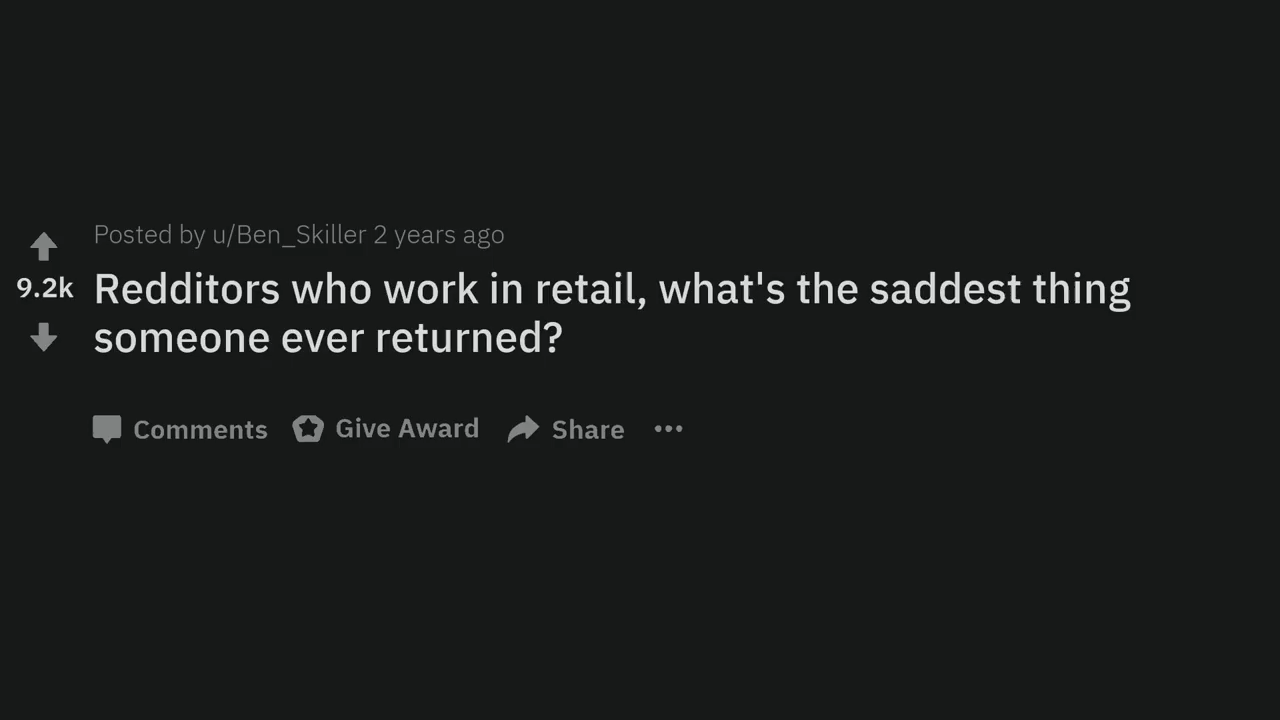 Posted by u/Ben_Skiller 2 years ago
9.2k
Redditors who work in retail, what's the saddest thing
someone ever returned?
Comments Give Award Share •••